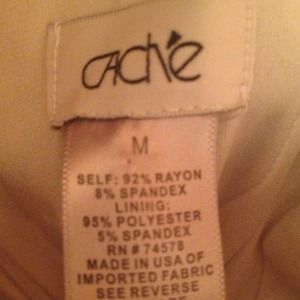 Caché
M
SELF: 92% RAYON
8% SPANDEX
LINING:
95% POLYESTER
5% SPANDEX
RN # 74578
MADE IN USA OF
IMPORTED FABRIC
SEE REVERSE